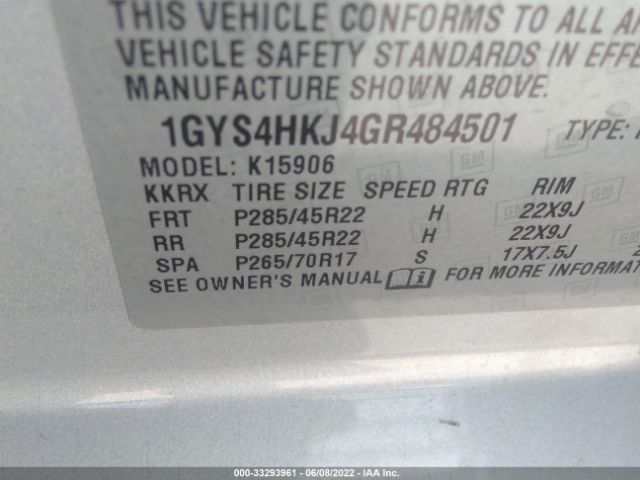 THIS VEHICLE CONFORMS TO ALL
VEHICLE SAFETY STANDARDS IN
MANUFACTURE SHOWN ABOVE.
1GYS4HKJ4GR484501 TYPE:
MODEL: K15906
KKRX TIRE SIZE SPEED RTG RIM
FRT P285/45R22 H 22X9J
RR P285/45R22 H 22X9J
SPA P265/70R17 S 17X7.5J
SEE OWNER'S MANUAL FOR MORE
GM
000-33293961 - 06/08/2022 - IAA Inc.